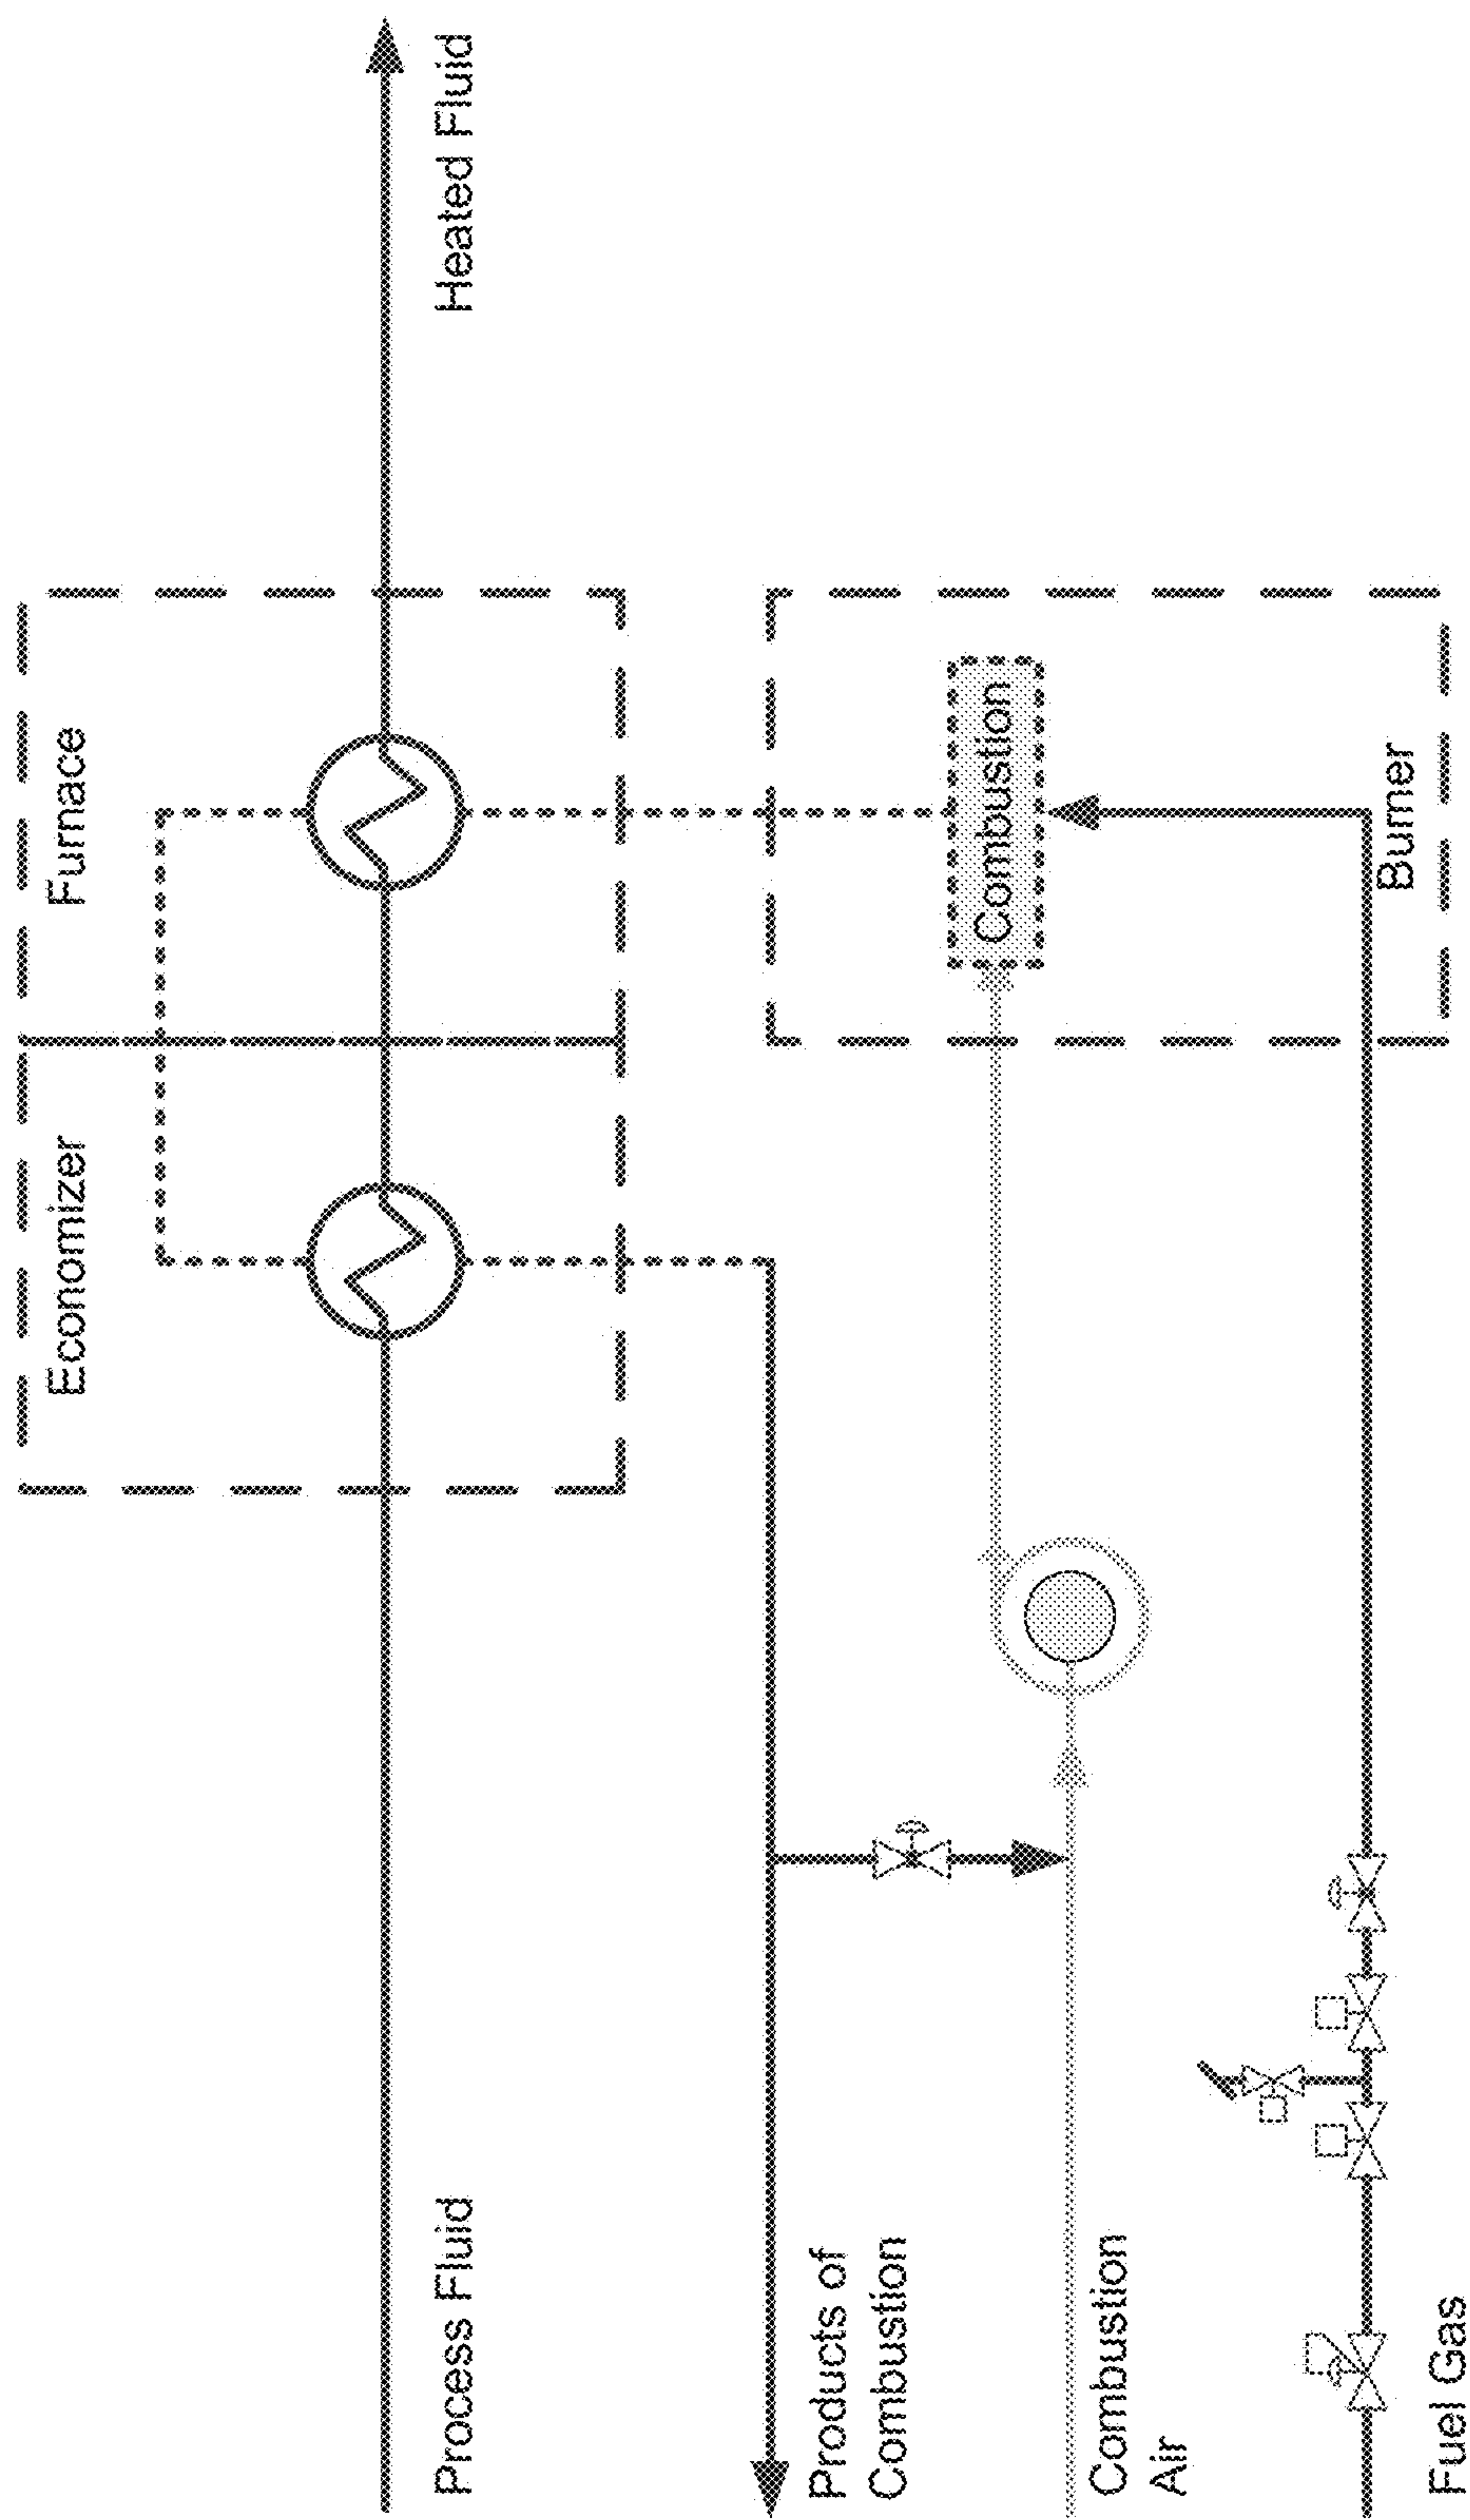 Economizer
Furnace
Process Fluid
Heated Fluid
Products of
Combustion
Combustion
Combustion
Air
Burner
Fuel Gas